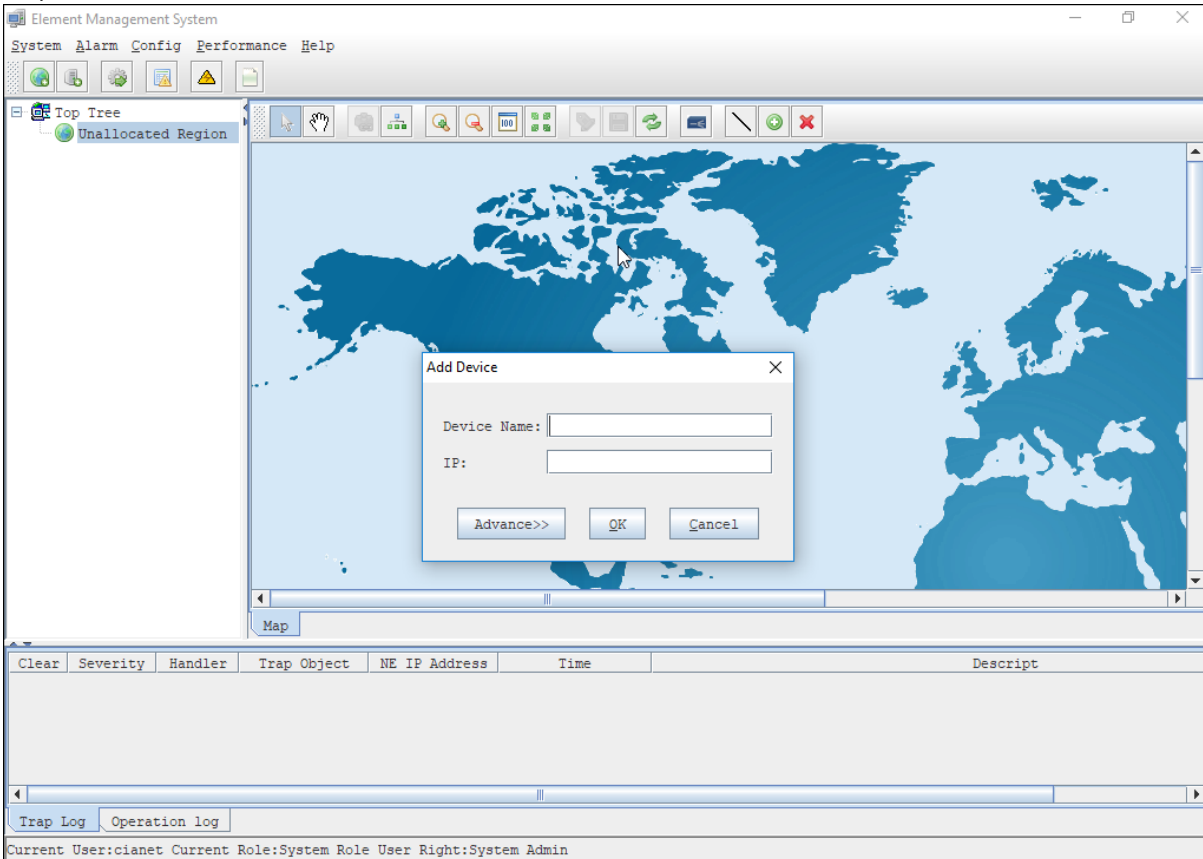 Element Management System
System Alarm Config Performance Help
Top Tree
Unallocated Region
100
Add Device
Device Name:
IP:
Advance>> OK Cancel
Map
Clear Severity Handler Trap Object NE IP Address Time Descript
Trap Log Operation log
Current User:cianet Current Role:System Role User Right:System Admin